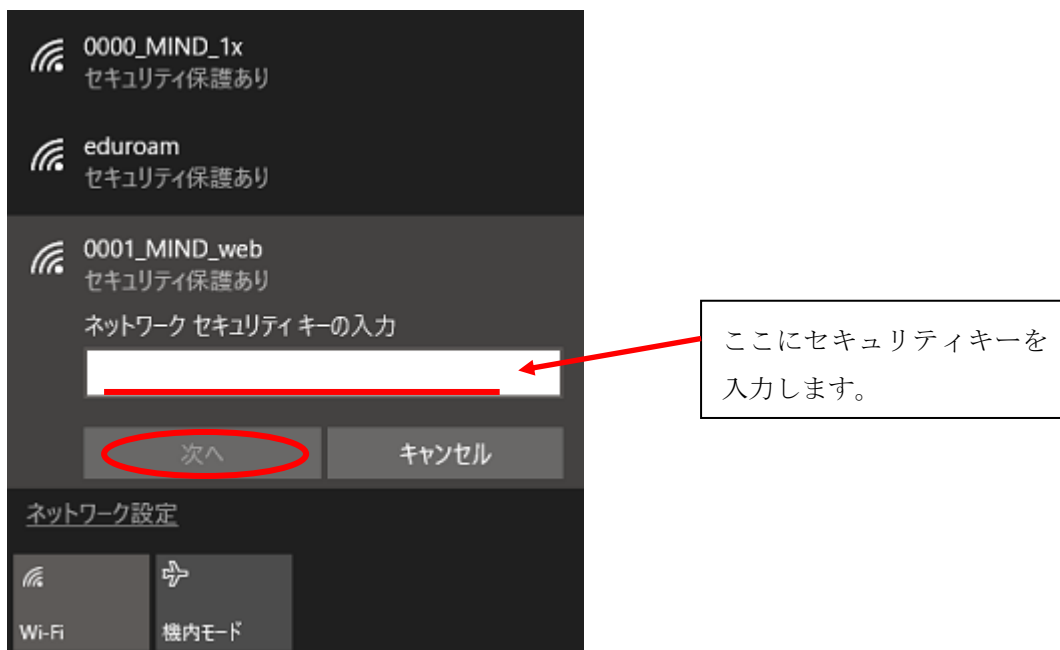 0000_MIND_1x
セキュリティ保護あり
eduroam
セキュリティ保護あり
0001_MIND_web
セキュリティ保護あり
ネットワーク セキュリティ キーの入力
ここにセキュリティキーを
入力します。
次へ
キャンセル
ネットワーク設定
Wi-Fi
機内モード